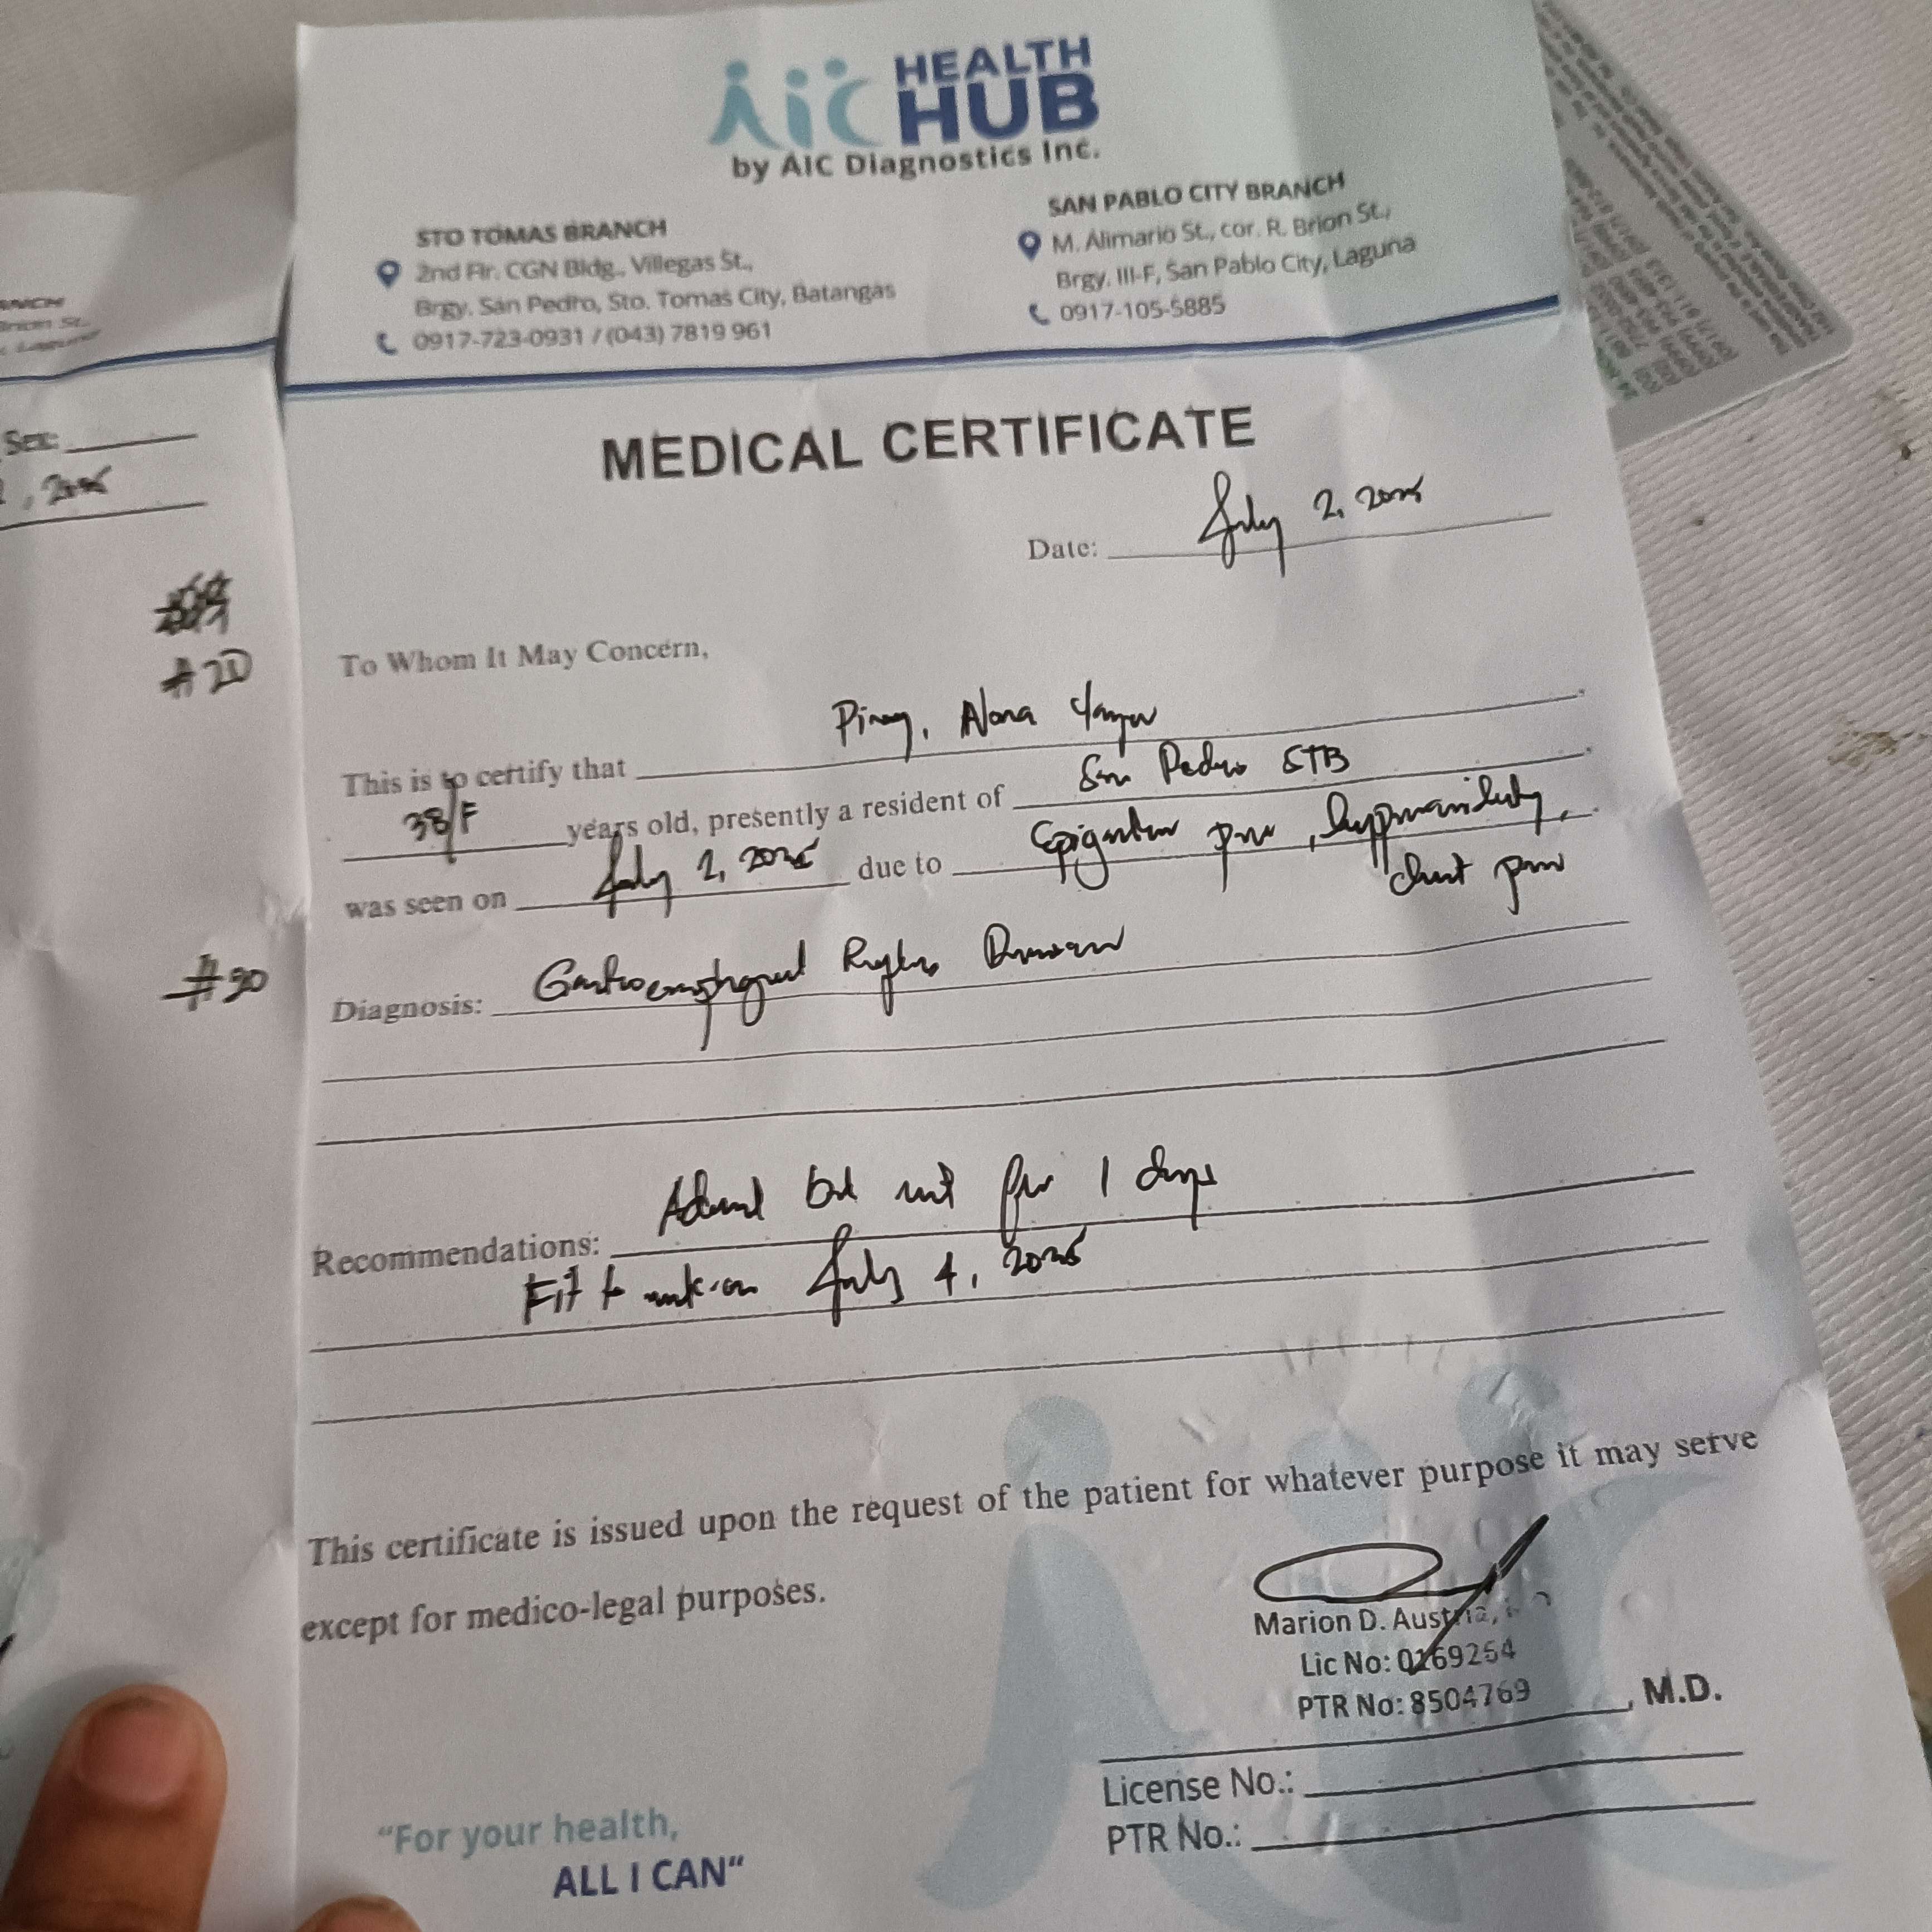 AiC HEALTH HUB
by AIC Diagnostics Inc.
STO TOMAS BRANCH
2nd Flr. CGN Bldg., Villegas St.,
Brgy. San Pedro, Sto. Tomas City, Batangas
0917-723-0931 / (043) 7819 961
SAN PABLO CITY BRANCH
M. Alimario St., cor. R. Brion St.,
Brgy. III-F, San Pablo City, Laguna
0917-105-5885
Sex:
, 2025
#20
#30
MEDICAL CERTIFICATE
Date: July 2, 2025
To Whom It May Concern,
This is to certify that Alona
38/F years old, presently a resident of San Pedro STB
was seen on July 2, 2025 due to Epigastric pain, hyperacidity,
chest pain
Diagnosis: Gastroesophageal Reflux Disease
Recommendations: Advised bed rest for 1 days
Fit to work on July 4, 2025
This certificate is issued upon the request of the patient for whatever purpose it may serve
except for medico-legal purposes.
Marion D. Austria,
Lic No: 0169264
PTR No: 8504769
, M.D.
License No.:
PTR No.:
"For your health,
ALL I CAN"